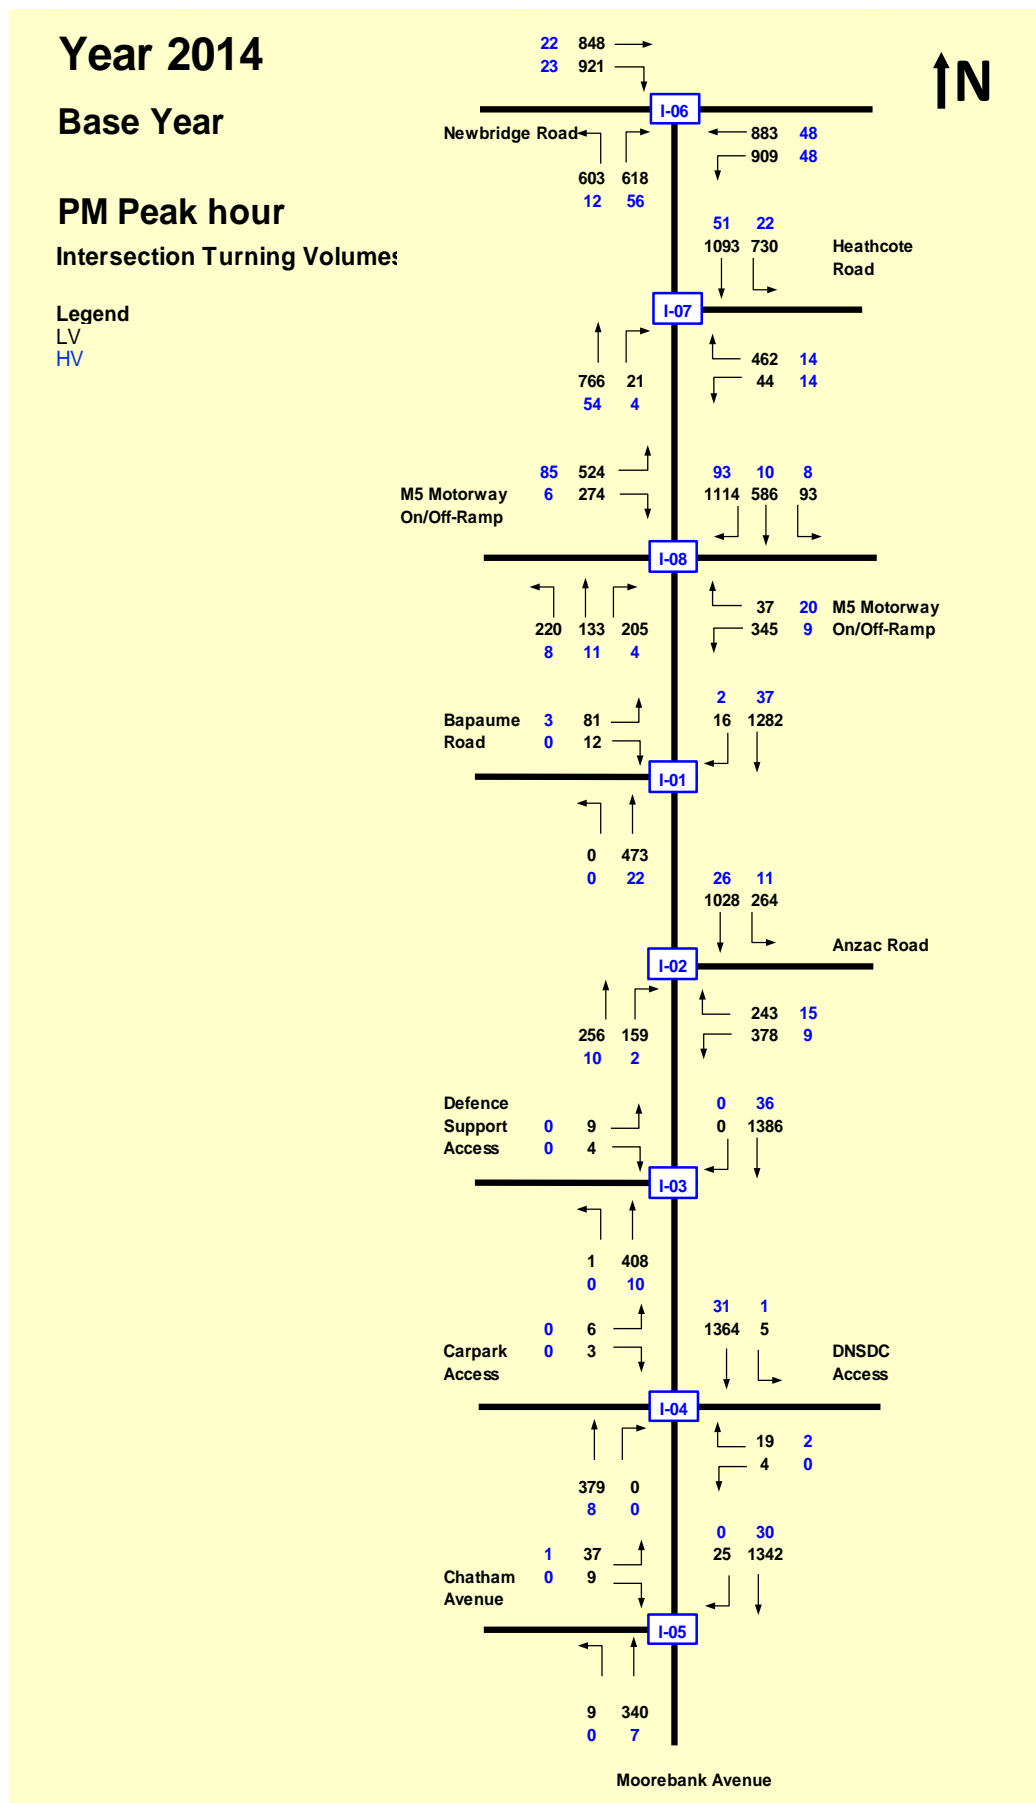 Year 2014
Base Year
PM Peak hour
Intersection Turning Volumes
Legend
LV
HV
N
22 848
23 921
I-06
Newbridge Road
883 48
909 48
603 618
12 56
51 22
1093 730
Heathcote
Road
I-07
462 14
44 14
766 21
54 4
85 524
6 274
M5 Motorway
On/Off-Ramp
93 10 8
1114 586 93
I-08
37 20
345 9
M5 Motorway
On/Off-Ramp
220 133 205
8 11 4
2 37
16 1282
Bapaume
Road
3 81
0 12
I-01
0 473
0 22
26 11
1028 264
Anzac Road
I-02
243 15
378 9
256 159
10 2
Defence
Support
Access
0 9
0 4
0 36
0 1386
I-03
1 408
0 10
31 1
1364 5
Carpark
Access
0 6
0 3
DNSDC
Access
I-04
19 2
4 0
379 0
8 0
0 30
25 1342
Chatham
Avenue
1 37
0 9
I-05
9 340
0 7
Moorebank Avenue